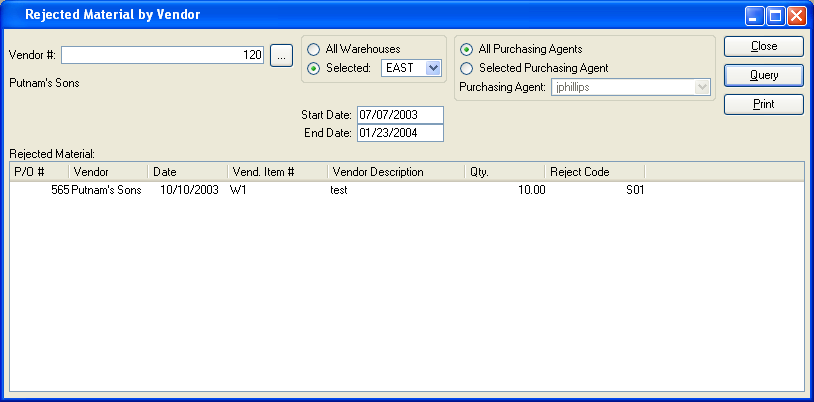 Rejected Material by Vendor
Vendor #: 120 ...
Putnam's Sons
All Warehouses
Selected: EAST
All Purchasing Agents
Selected Purchasing Agent
Purchasing Agent: jphillips
Close
Query
Print
Start Date: 07/07/2003
End Date: 01/23/2004
Rejected Material:
P/O # Vendor Date Vend. Item # Vendor Description Qty. Reject Code
565 Putnam's Sons 10/10/2003 W1 test 10.00 S01